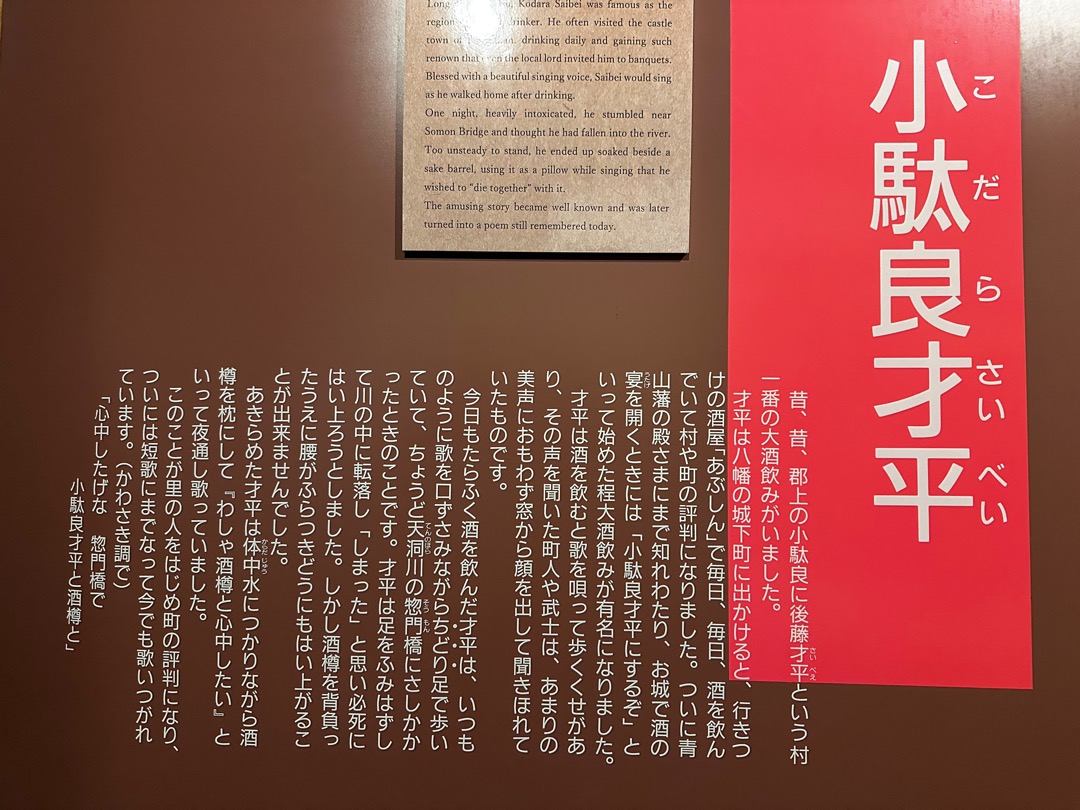 小駄良才平
こ だ ら さい べい
Long , Kodara Saibei was famous as the
region drinker. He often visited the castle
town drinking daily and gaining such
renown that even the local lord invited him to banquets.
Blessed with a beautiful singing voice, Saibei would sing
as he walked home after drinking.
One night, heavily intoxicated, he stumbled near
Somon Bridge and thought he had fallen into the river.
Too unsteady to stand, he ended up soaked beside a
sake barrel, using it as a pillow while singing that he
wished to “die together” with it.
The amusing story became well known and was later
turned into a poem still remembered today.
昔、昔、郡上の小駄良に後藤才平という村
さい べえ
一番の大酒飲みがいました。
才平は八幡の城下町に出かけると、行きつ
けの酒屋「あぶしん」で毎日、毎日、酒を飲ん
でいて村や町の評判になりました。ついに青
山藩の殿さまにまで知れわたり、お城で酒の
宴を開くときには「小駄良才平にするぞ」と
うたげ
いって始めた程大酒飲みが有名になりました。
才平は酒を飲むと歌を唄って歩くくせがあ
り、その声を聞いた町人や武士は、あまりの
美声におもわず窓から顔を出して聞きほれて
いたものです。
今日もたらふく酒を飲んだ才平は、いつも
のように歌を口ずさみながらちどり足で歩い
ていて、ちょうど天洞川の惣門橋にさしかか
てんのぼう そう もん
ったときのことです。才平は足をふみはずし
て川の中に転落し「しまった」と思い必死に
はい上ろうとしました。しかし酒樽を背負っ
たうえに腰がふらつきどうにもはい上がるこ
とが出来ませんでした。
あきらめた才平は体中水につかりながら酒
からだじゅう
樽を枕にして『わしゃ酒樽と心中したい』と
いって夜通し歌っていました。
このことが里の人をはじめ町の評判になり、
ついには短歌にまでなって今でも歌いつがれ
ています。（かわさき調で）
「心中したげな 惣門橋で
小駄良才平と酒樽と」